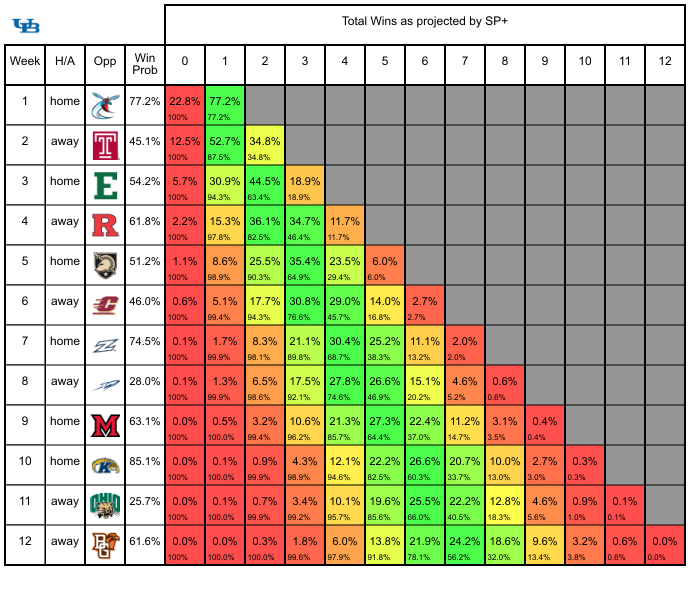 UB
Total Wins as projected by SP+
Week H/A Opp Win Prob 0 1 2 3 4 5 6 7 8 9 10 11 12
1 home 77.2% 22.8% 77.2%
100% 77.2%
2 away T 45.1% 12.5% 52.7% 34.8%
100% 87.5% 34.8%
3 home E 54.2% 5.7% 30.9% 44.5% 18.9%
100% 94.3% 63.4% 18.9%
4 away R 61.8% 2.2% 15.3% 36.1% 34.7% 11.7%
100% 97.8% 82.5% 46.4% 11.7%
5 home 51.2% 1.1% 8.6% 25.5% 35.4% 23.5% 6.0%
100% 98.9% 90.3% 64.9% 29.4% 6.0%
6 away C 46.0% 0.6% 5.1% 17.7% 30.8% 29.0% 14.0% 2.7%
100% 99.4% 94.3% 76.6% 45.7% 16.8% 2.7%
7 home Z 74.5% 0.1% 1.7% 8.3% 21.1% 30.4% 25.2% 11.1% 2.0%
100% 99.9% 98.1% 89.8% 68.7% 38.3% 13.2% 2.0%
8 away 28.0% 0.1% 1.3% 6.5% 17.5% 27.8% 26.6% 15.1% 4.6% 0.6%
100% 99.9% 98.6% 92.1% 74.6% 46.9% 20.2% 5.2% 0.6%
9 home M 63.1% 0.0% 0.5% 3.2% 10.6% 21.3% 27.3% 22.4% 11.2% 3.1% 0.4%
100% 100.0% 99.4% 96.2% 85.7% 64.4% 37.0% 14.7% 3.5% 0.4%
10 home K 85.1% 0.0% 0.1% 0.9% 4.3% 12.1% 22.2% 26.6% 20.7% 10.0% 2.7% 0.3%
100% 100.0% 99.9% 98.9% 94.6% 82.5% 60.3% 33.7% 13.0% 3.0% 0.3%
11 away OHIO 25.7% 0.0% 0.1% 0.7% 3.4% 10.1% 19.6% 25.5% 22.2% 12.8% 4.6% 0.9% 0.1%
100% 100.0% 99.9% 99.2% 95.7% 85.6% 66.0% 40.5% 18.3% 5.6% 1.0% 0.1%
12 away BG 61.6% 0.0% 0.0% 0.3% 1.8% 6.0% 13.8% 21.9% 24.2% 18.6% 9.6% 3.2% 0.6% 0.0%
100% 100.0% 100.0% 99.6% 97.9% 91.8% 78.1% 56.2% 32.0% 13.4% 3.8% 0.6% 0.0%